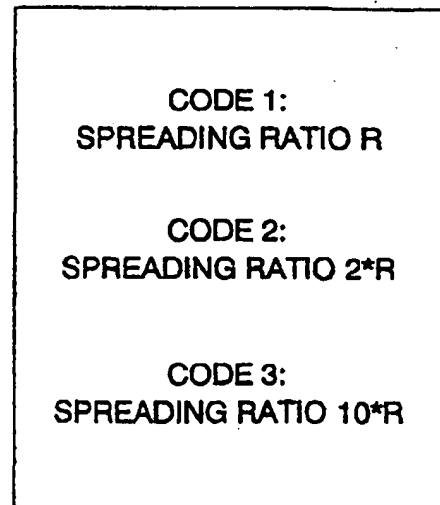 CODE 1:
SPREADING RATIO R
CODE 2:
SPREADING RATIO 2*R
CODE 3:
SPREADING RATIO 10*R